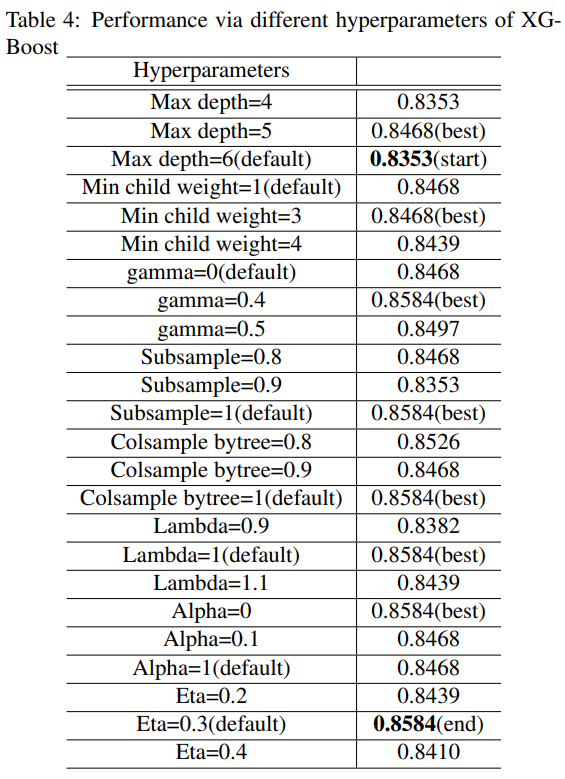 Table 4: Performance via different hyperparameters of XG-
Boost
Hyperparameters
Max depth=4 0.8353
Max depth=5 0.8468(best)
Max depth=6(default) 0.8353(start)
Min child weight=1(default) 0.8468
Min child weight=3 0.8468(best)
Min child weight=4 0.8439
gamma=0(default) 0.8468
gamma=0.4 0.8584(best)
gamma=0.5 0.8497
Subsample=0.8 0.8468
Subsample=0.9 0.8353
Subsample=1(default) 0.8584(best)
Colsample bytree=0.8 0.8526
Colsample bytree=0.9 0.8468
Colsample bytree=1(default) 0.8584(best)
Lambda=0.9 0.8382
Lambda=1(default) 0.8584(best)
Lambda=1.1 0.8439
Alpha=0 0.8584(best)
Alpha=0.1 0.8468
Alpha=1(default) 0.8468
Eta=0.2 0.8439
Eta=0.3(default) 0.8584(end)
Eta=0.4 0.8410